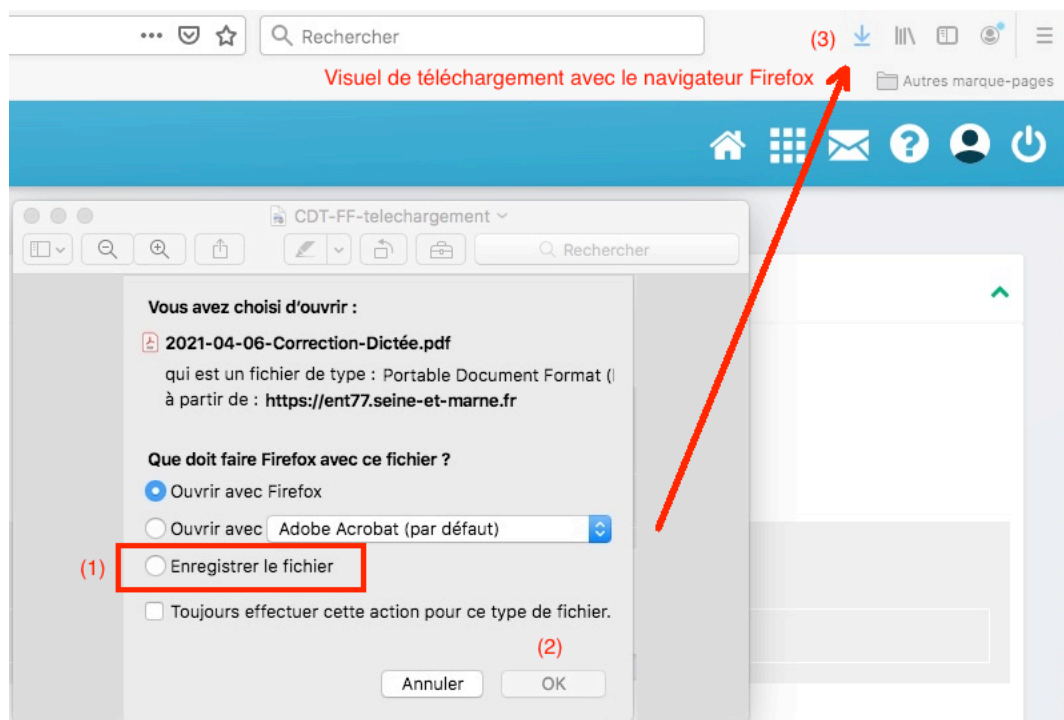 Rechercher
(3)
Visuel de téléchargement avec le navigateur Firefox
Autres marque-pages
CDT-FF-telechargement
Rechercher
Vous avez choisi d'ouvrir :
2021-04-06-Correction-Dictée.pdf
qui est un fichier de type : Portable Document Format (
à partir de : https://ent77.seine-et-marne.fr
Que doit faire Firefox avec ce fichier ?
Ouvrir avec Firefox
Ouvrir avec Adobe Acrobat (par défaut)
(1) Enregistrer le fichier
Toujours effectuer cette action pour ce type de fichier.
(2)
Annuler OK